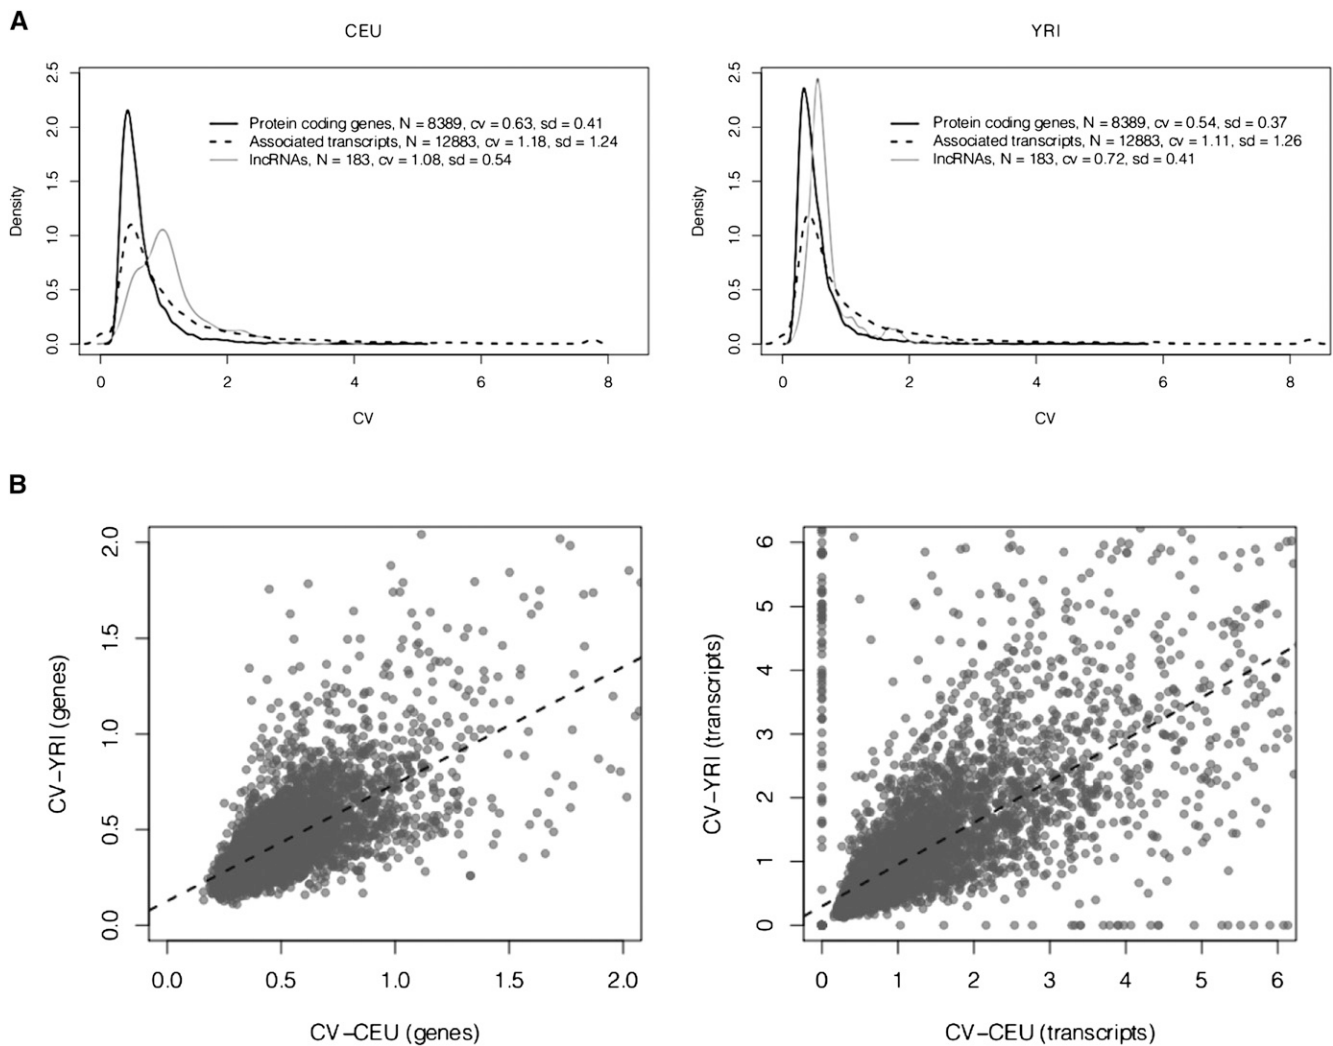 A
CEU
YRI
2.5
2.0
1.5
1.0
0.5
0.0
Density
Protein coding genes, N = 8389, cv = 0.63, sd = 0.41
Associated transcripts, N = 12883, cv = 1.18, sd = 1.24
lncRNAs, N = 183, cv = 1.08, sd = 0.54
0 2 4 6 8
CV
2.5
2.0
1.5
1.0
0.5
0.0
Density
Protein coding genes, N = 8389, cv = 0.54, sd = 0.37
Associated transcripts, N = 12883, cv = 1.11, sd = 1.26
lncRNAs, N = 183, cv = 0.72, sd = 0.41
0 2 4 6 8
CV
B
2.0
1.5
1.0
0.5
0.0
CV-YRI (genes)
0.0 0.5 1.0 1.5 2.0
CV-CEU (genes)
6
5
4
3
2
1
0
CV-YRI (transcripts)
0 1 2 3 4 5 6
CV-CEU (transcripts)